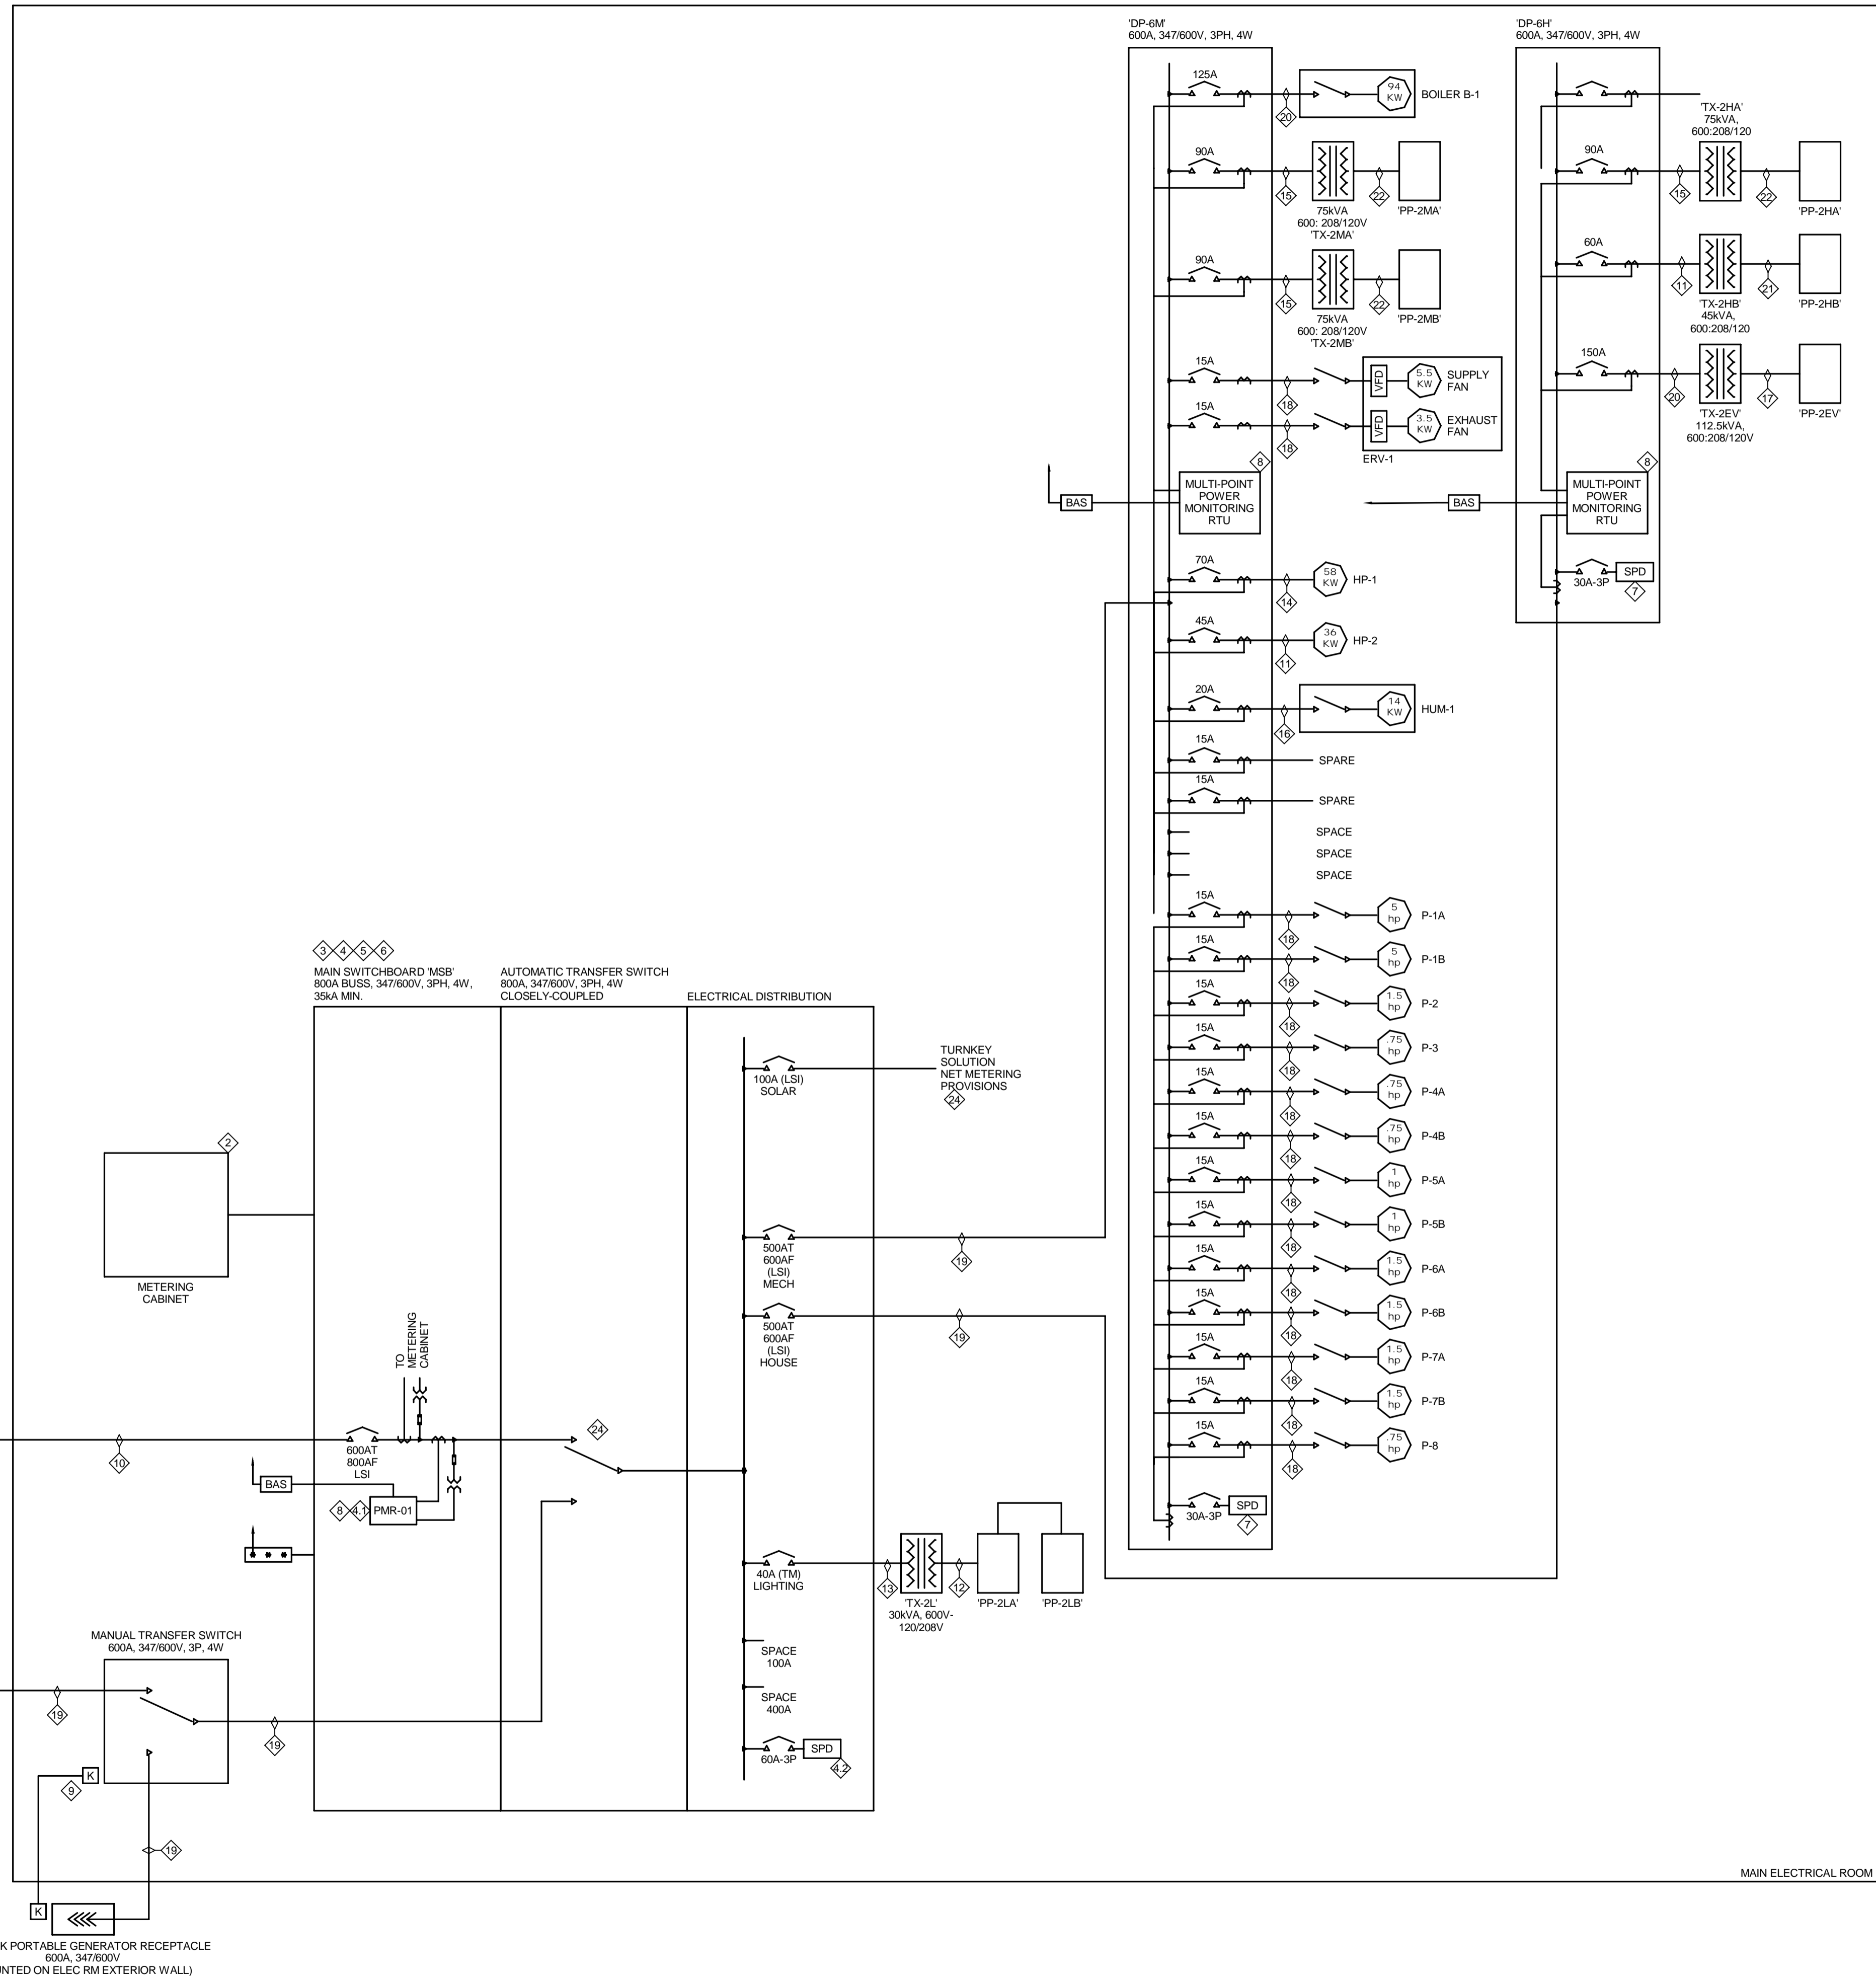 'DP-6M'
600A, 347/600V, 3PH, 4W
125A
94
KW
BOILER B-1
20
90A
15
22
75kVA
600: 208/120V
'TX-2MA'
'PP-2MA'
90A
15
22
75kVA
600: 208/120V
'TX-2MB'
'PP-2MB'
15A
18
VFD
5.5
KW
SUPPLY
FAN
15A
18
VFD
3.5
KW
EXHAUST
FAN
ERV-1
8
MULTI-POINT
POWER
MONITORING
RTU
BAS
70A
14
58
KW
HP-1
45A
11
36
KW
HP-2
20A
16
14
KW
HUM-1
15A
SPARE
15A
SPARE
SPACE
SPACE
SPACE
15A
18
5
hp
P-1A
15A
18
5
hp
P-1B
15A
18
1.5
hp
P-2
15A
18
.75
hp
P-3
15A
18
.75
hp
P-4A
15A
18
.75
hp
P-4B
15A
18
1
hp
P-5A
15A
18
1
hp
P-5B
15A
18
1.5
hp
P-6A
15A
18
1.5
hp
P-6B
15A
18
1.5
hp
P-7A
15A
18
1.5
hp
P-7B
15A
18
.75
hp
P-8
30A-3P
SPD
7
'DP-6H'
600A, 347/600V, 3PH, 4W
'TX-2HA'
75kVA,
600:208/120
90A
15
22
'PP-2HA'
60A
11
21
'TX-2HB'
45kVA,
600:208/120
'PP-2HB'
150A
20
17
'TX-2EV'
112.5kVA,
600:208/120V
'PP-2EV'
8
MULTI-POINT
POWER
MONITORING
RTU
BAS
30A-3P
SPD
7
3 4 5 6
MAIN SWITCHBOARD 'MSB'
800A BUSS, 347/600V, 3PH, 4W,
35kA MIN.
AUTOMATIC TRANSFER SWITCH
800A, 347/600V, 3PH, 4W
CLOSELY-COUPLED
ELECTRICAL DISTRIBUTION
100A (LSI)
SOLAR
TURNKEY
SOLUTION
NET METERING
PROVISIONS
24
2
METERING
CABINET
500AT
600AF
(LSI)
MECH
19
500AT
600AF
(LSI)
HOUSE
19
TO
METERING
CABINET
10
600AT
800AF
LSI
24
BAS
8 4.1 PMR-01
40A (TM)
LIGHTING
13
12
'TX-2L'
30kVA, 600V-
120/208V
'PP-2LA'
'PP-2LB'
SPACE
100A
SPACE
400A
60A-3P
SPD
4.2
MANUAL TRANSFER SWITCH
600A, 347/600V, 3P, 4W
19
19
K
9
19
K
MAIN ELECTRICAL ROOM
K PORTABLE GENERATOR RECEPTACLE
600A, 347/600V
UNTED ON ELEC RM EXTERIOR WALL)